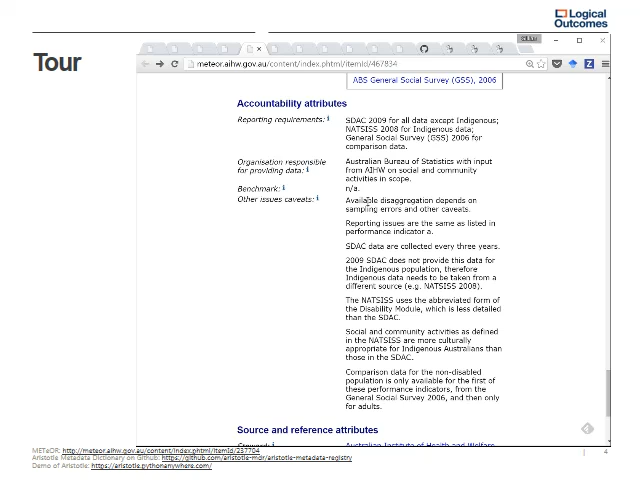 Logical
Outcomes
Tour
meteor.aihw.gov.au/content/index.phtml/itemId/467834
ABS General Social Survey (GSS), 2006
Accountability attributes
Reporting requirements: i
SDAC 2009 for all data except Indigenous;
NATSISS 2008 for Indigenous data;
General Social Survey (GSS) 2006 for
comparison data.
Organisation responsible
for providing data: i
Australian Bureau of Statistics with input
from AIHW on social and community
activities in scope.
Benchmark: i
n/a.
Other issues caveats: i
Available disaggregation depends on
sampling errors and other caveats.
Reporting issues are the same as listed in
performance indicator a.
SDAC data are collected every three years.
2009 SDAC does not provide this data for
the Indigenous population, therefore
Indigenous data needs to be taken from a
different source (e.g. NATSISS 2008).
The NATSISS uses the abbreviated form of
the Disability Module, which is less detailed
than the SDAC.
Social and community activities as defined
in the NATSISS are more culturally
appropriate for Indigenous Australians than
those in the SDAC.
Comparison data for the non-disabled
population is only available for the first of
these performance indicators, from the
General Social Survey 2006, and then only
for adults.
Source and reference attributes
Australian Institute of Health and Welfare
METeOR: http://meteor.aihw.gov.au/content/index.phtml/itemId/237704
Aristotle Metadata Dictionary on Github: https://github.com/aristotle-mdr/aristotle-metadata-registry
Demo of Aristotle: https://aristotle.pythonanywhere.com/
| 4